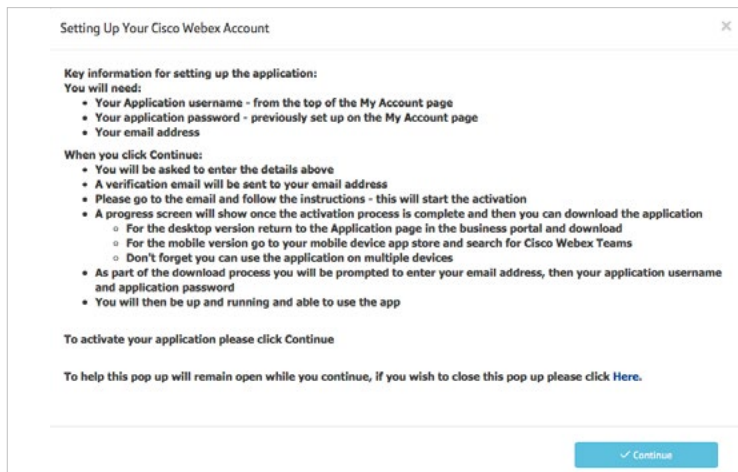 Setting Up Your Cisco Webex Account ×
Key information for setting up the application:
You will need:
• Your Application username - from the top of the My Account page
• Your application password - previously set up on the My Account page
• Your email address
When you click Continue:
• You will be asked to enter the details above
• A verification email will be sent to your email address
• Please go to the email and follow the instructions - this will start the activation
• A progress screen will show once the activation process is complete and then you can download the application
○ For the desktop version return to the Application page in the business portal and download
○ For the mobile version go to your mobile device app store and search for Cisco Webex Teams
○ Don't forget you can use the application on multiple devices
• As part of the download process you will be prompted to enter your email address, then your application username
and application password
• You will then be up and running and able to use the app
To activate your application please click Continue
To help this pop up will remain open while you continue, if you wish to close this pop up please click Here.
✓ Continue